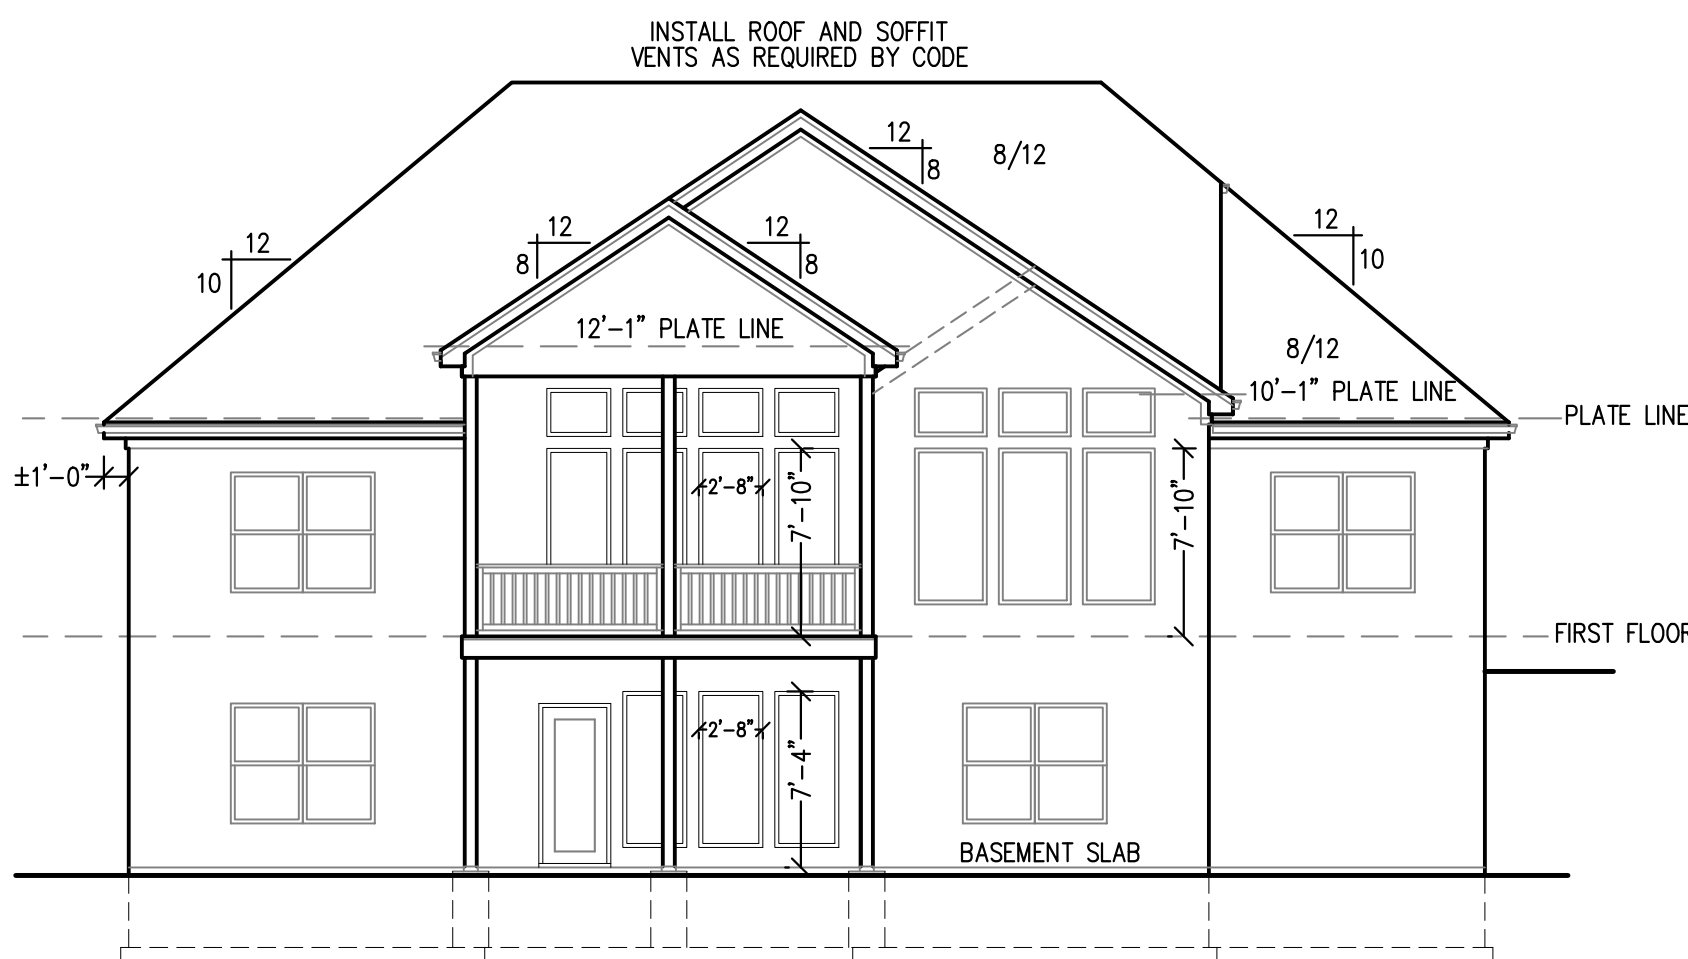 INSTALL ROOF AND SOFFIT
VENTS AS REQUIRED BY CODE
12
8
8/12
12
10
12
8
12
8
12
10
12'-1" PLATE LINE
8/12
10'-1" PLATE LINE
PLATE LINE
±1'-0"
2'-8"
7'-10"
7'-10"
FIRST FLOOR
2'-8"
7'-4"
BASEMENT SLAB